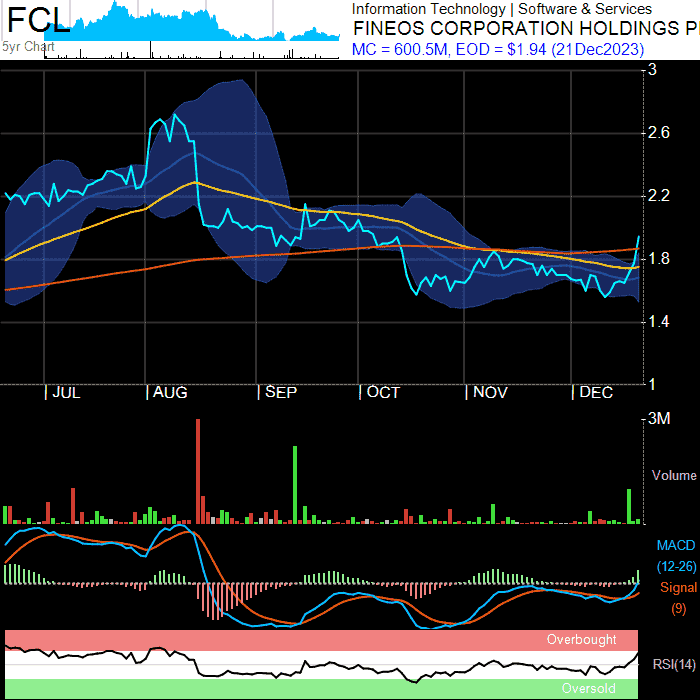 FCL
5yr Chart
Information Technology | Software & Services
FINEOS CORPORATION HOLDINGS P
MC = 600.5M, EOD = $1.94 (21Dec2023)
3
2.6
2.2
1.8
1.4
1
JUL AUG SEP OCT NOV DEC
3M
Volume
MACD
(12-26)
Signal
(9)
Overbought
RSI(14)
Oversold